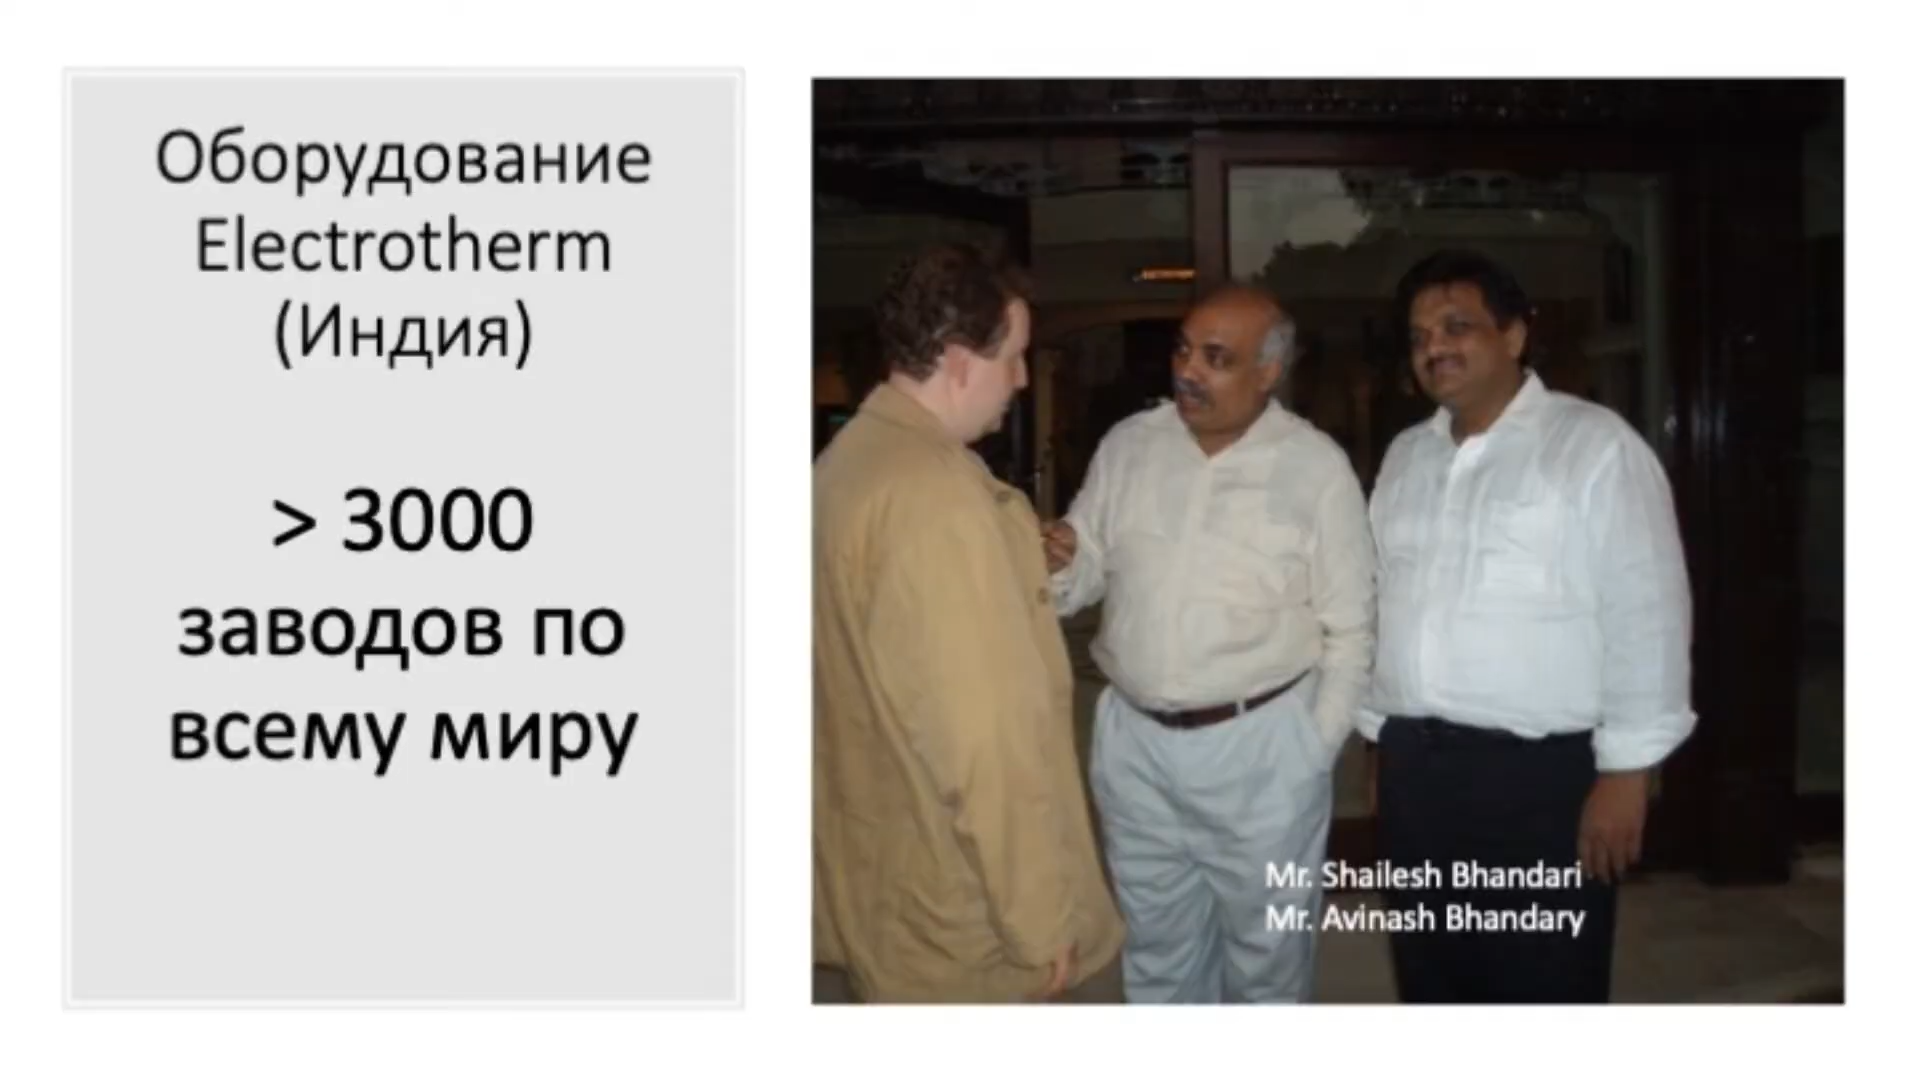 Оборудование
Electrotherm
(Индия)
> 3000
заводов по
всему миру
Mr. Shailesh Bhandari
Mr. Avinash Bhandary